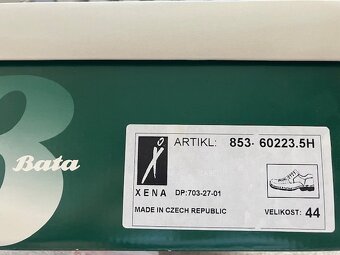 Bata
ARTIKL: 853- 60223.5H
XENA DP:703-27-01
MADE IN CZECH REPUBLIC VELIKOST: 44